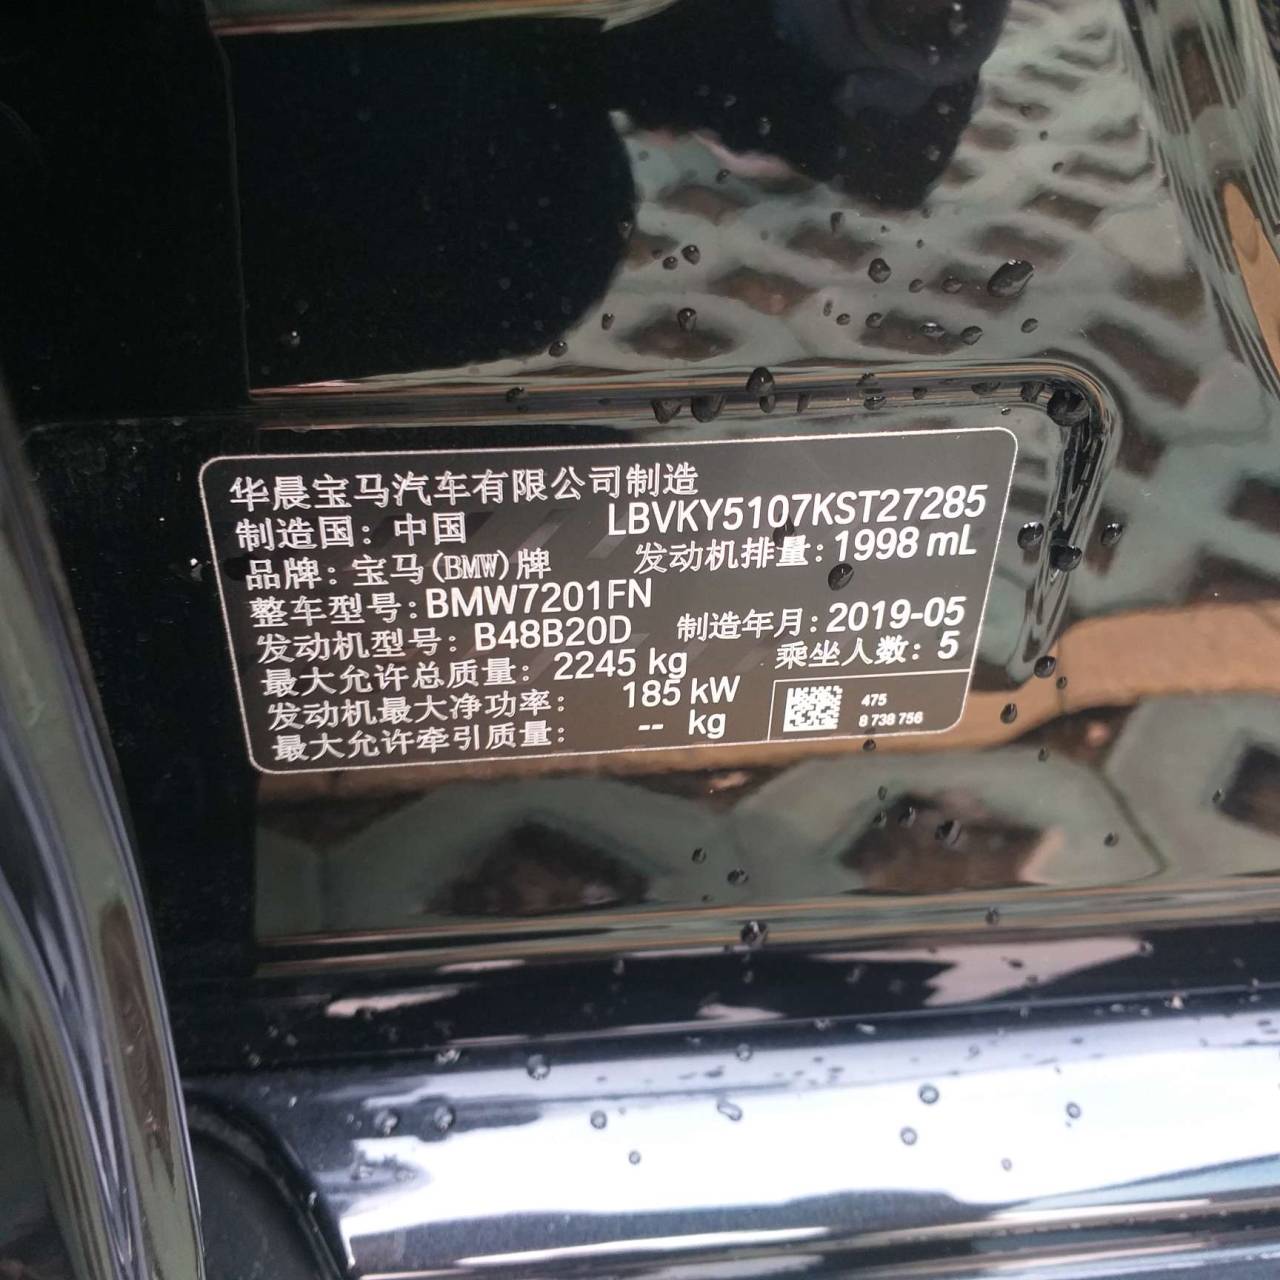 华晨宝马汽车有限公司制造
制造国：中国 LBVKY5107KST27285
品牌：宝马(BMW)牌 发动机排量：1998 mL
整车型号：BMW7201FN
发动机型号：B48B20D 制造年月：2019-05
最大允许总质量：2245 kg 乘坐人数：5
发动机最大净功率：185 kW
最大允许牵引质量：-- kg
475
8 738 756